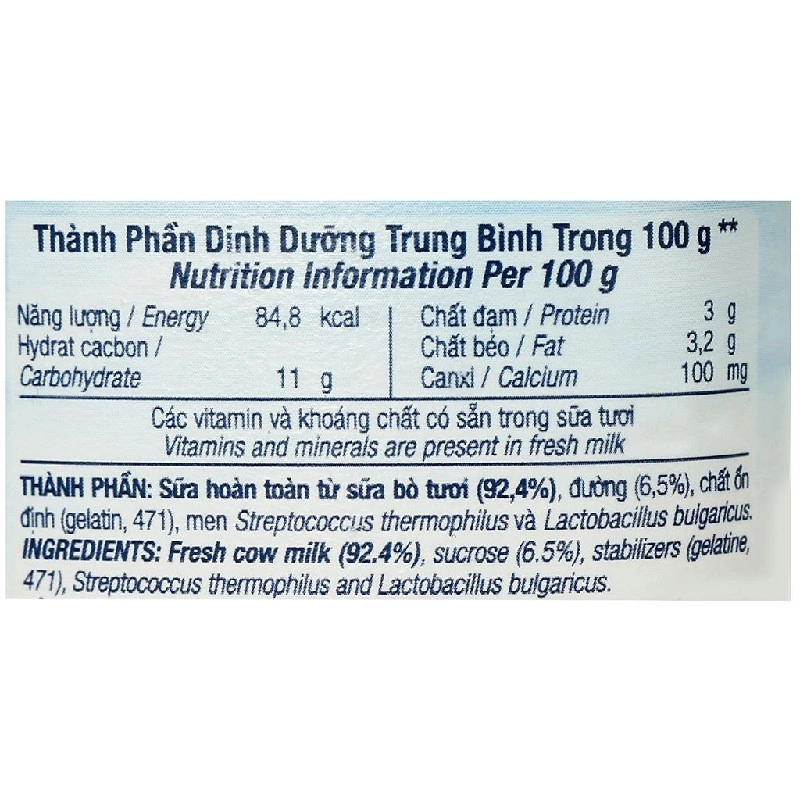 Thành Phần Dinh Dưỡng Trung Bình Trong 100 g **
Nutrition Information Per 100 g
Năng lượng / Energy 84,8 kcal
Hydrat cacbon /
Carbohydrate 11 g
Chất đạm / Protein 3 g
Chất béo / Fat 3,2 g
Canxi / Calcium 100 mg
Các vitamin và khoáng chất có sẵn trong sữa tươi
Vitamins and minerals are present in fresh milk
THÀNH PHẦN: Sữa hoàn toàn từ sữa bò tươi (92,4%), đường (6,5%), chất ổn
định (gelatin, 471), men Streptococcus thermophilus và Lactobacillus bulgaricus.
INGREDIENTS: Fresh cow milk (92.4%), sucrose (6.5%), stabilizers (gelatine,
471), Streptococcus thermophilus and Lactobacillus bulgaricus.